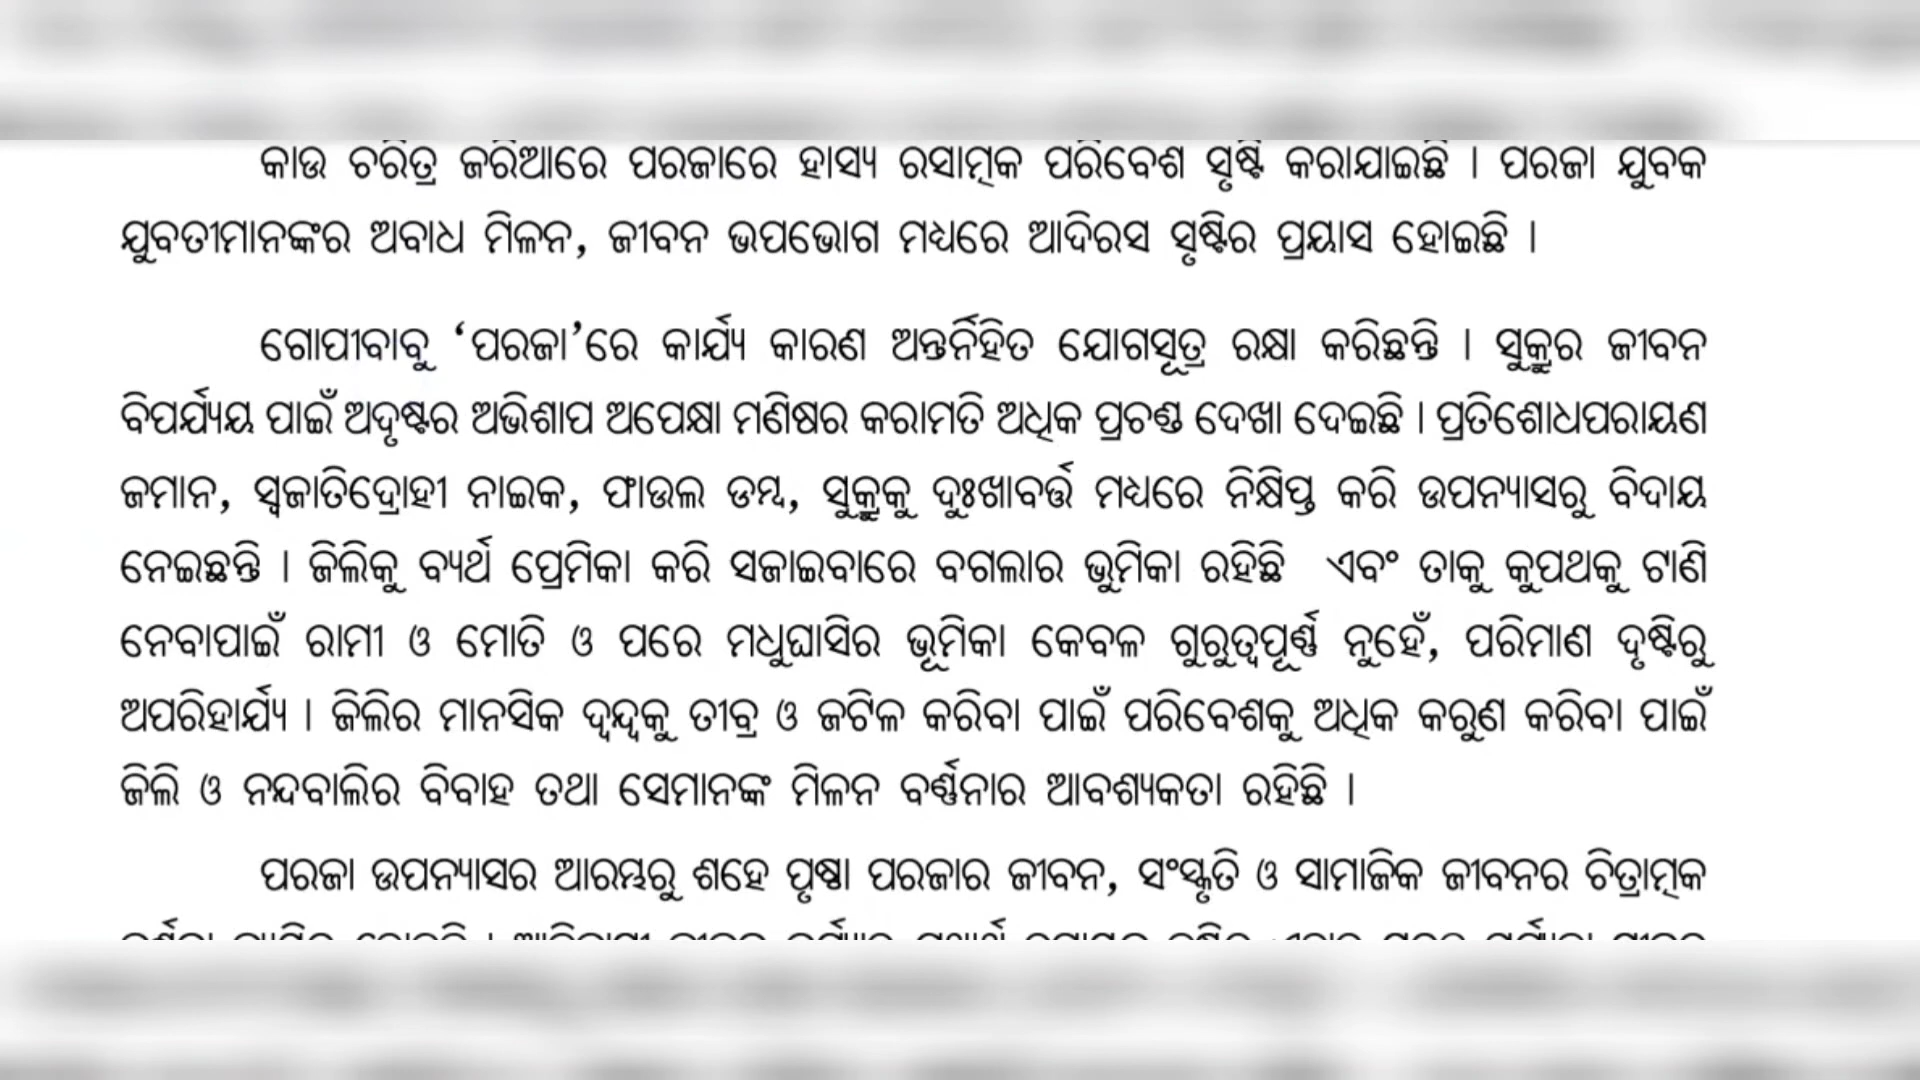 କାଉ ଚରିତ୍ର ଜରିଆରେ ପରଜାରେ ହାସ୍ୟ ରସାତ୍ମକ ପରିବେଶ ସୃଷ୍ଟି କରାଯାଇଛି । ପରଜା ଯୁବକ
ଯୁବତୀମାନଙ୍କର ଅବାଧ ମିଳନ, ଜୀବନ ଭପଭୋଗ ମଧ୍ୟରେ ଆଦିରସ ସୃଷ୍ଟିର ପ୍ରୟାସ ହୋଇଛି ।
ଗୋପୀବାବୁ ‘ପରଜା’ରେ କାର୍ଯ୍ୟ କାରଣ ଅନ୍ତର୍ନିହିତ ଯୋଗସୂତ୍ର ରକ୍ଷା କରିଛନ୍ତି । ସୁକ୍ରୁର ଜୀବନ
ବିପର୍ଯ୍ୟୟ ପାଇଁ ଅଦୃଷ୍ଟର ଅଭିଶାପ ଅପେକ୍ଷା ମଣିଷର କରାମତି ଅଧିକ ପ୍ରଚଣ୍ଡ ଦେଖା ଦେଇଛି । ପ୍ରତିଶୋଧପରାୟଣ
ଜମାନ, ସ୍ୱଜାତିଦ୍ରୋହୀ ନାଇକ, ଫାଉଲ ଡମ୍ବ, ସୁକ୍ରୁକୁ ଦୁଃଖାବର୍ତ୍ତ ମଧ୍ୟରେ ନିକ୍ଷିପ୍ତ କରି ଉପନ୍ୟାସରୁ ବିଦାୟ
ନେଇଛନ୍ତି । ଜିଲିକୁ ବ୍ୟର୍ଥ ପ୍ରେମିକା କରି ସଜାଇବାରେ ବଗଲାର ଭୁମିକା ରହିଛି ଏବଂ ତାକୁ କୁପଥକୁ ଟାଣି
ନେବାପାଇଁ ରାମୀ ଓ ମୋତି ଓ ପରେ ମଧୁଘାସିର ଭୂମିକା କେବଳ ଗୁରୁତ୍ୱପୂର୍ଣ୍ଣ ନୁହେଁ, ପରିମାଣ ଦୃଷ୍ଟିରୁ
ଅପରିହାର୍ଯ୍ୟ । ଜିଲିର ମାନସିକ ଦ୍ୱନ୍ଦ୍ୱକୁ ତୀବ୍ର ଓ ଜଟିଳ କରିବା ପାଇଁ ପରିବେଶକୁ ଅଧିକ କରୁଣ କରିବା ପାଇଁ
ଜିଲି ଓ ନନ୍ଦବାଲିର ବିବାହ ତଥା ସେମାନଙ୍କ ମିଳନ ବର୍ଣ୍ଣନାର ଆବଶ୍ୟକତା ରହିଛି ।
ପରଜା ଉପନ୍ୟାସର ଆରମ୍ଭରୁ ଶହେ ପୃଷ୍ଠା ପରଜାର ଜୀବନ, ସଂସ୍କୃତି ଓ ସାମାଜିକ ଜୀବନର ଚିତ୍ରାତ୍ମକ